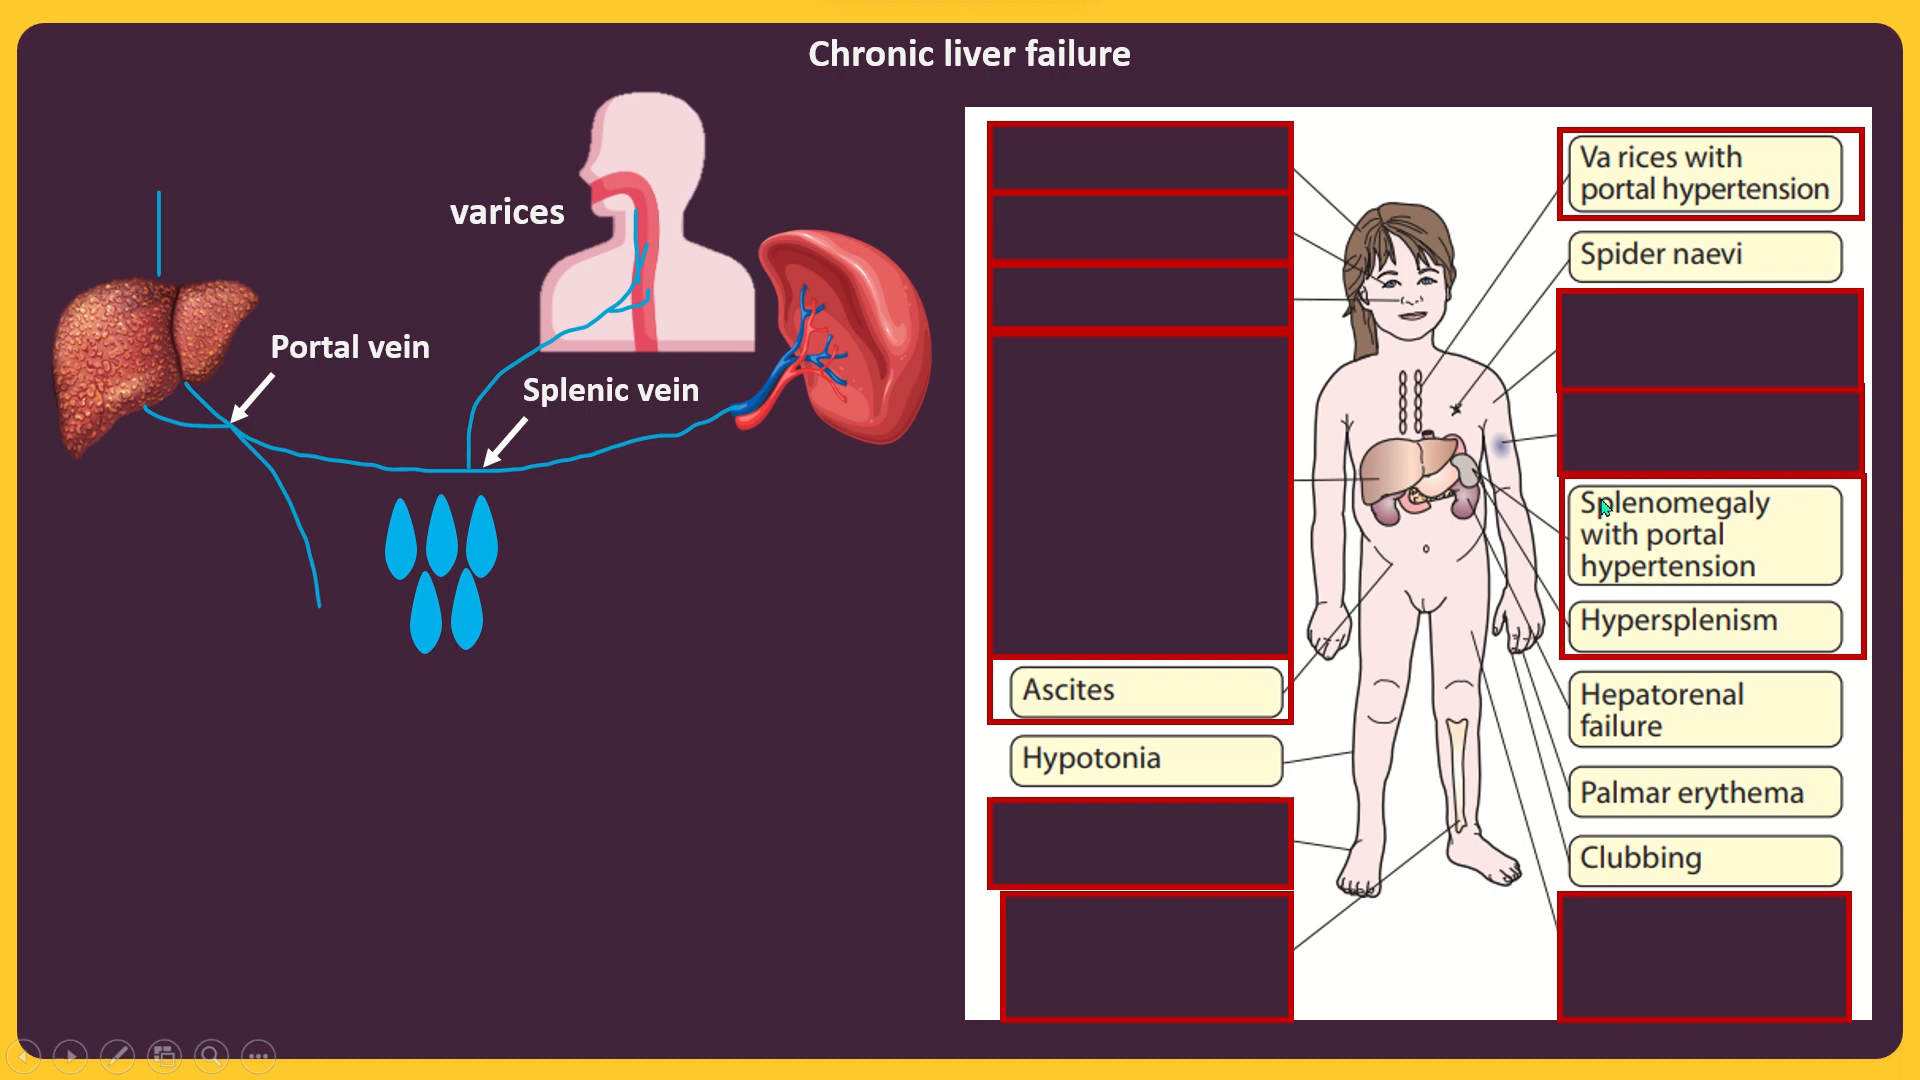 Chronic liver failure
varices
Portal vein
Splenic vein
Ascites
Hypotonia
Va rices with
portal hypertension
Spider naevi
Splenomegaly
with portal
hypertension
Hypersplenism
Hepatorenal
failure
Palmar erythema
Clubbing